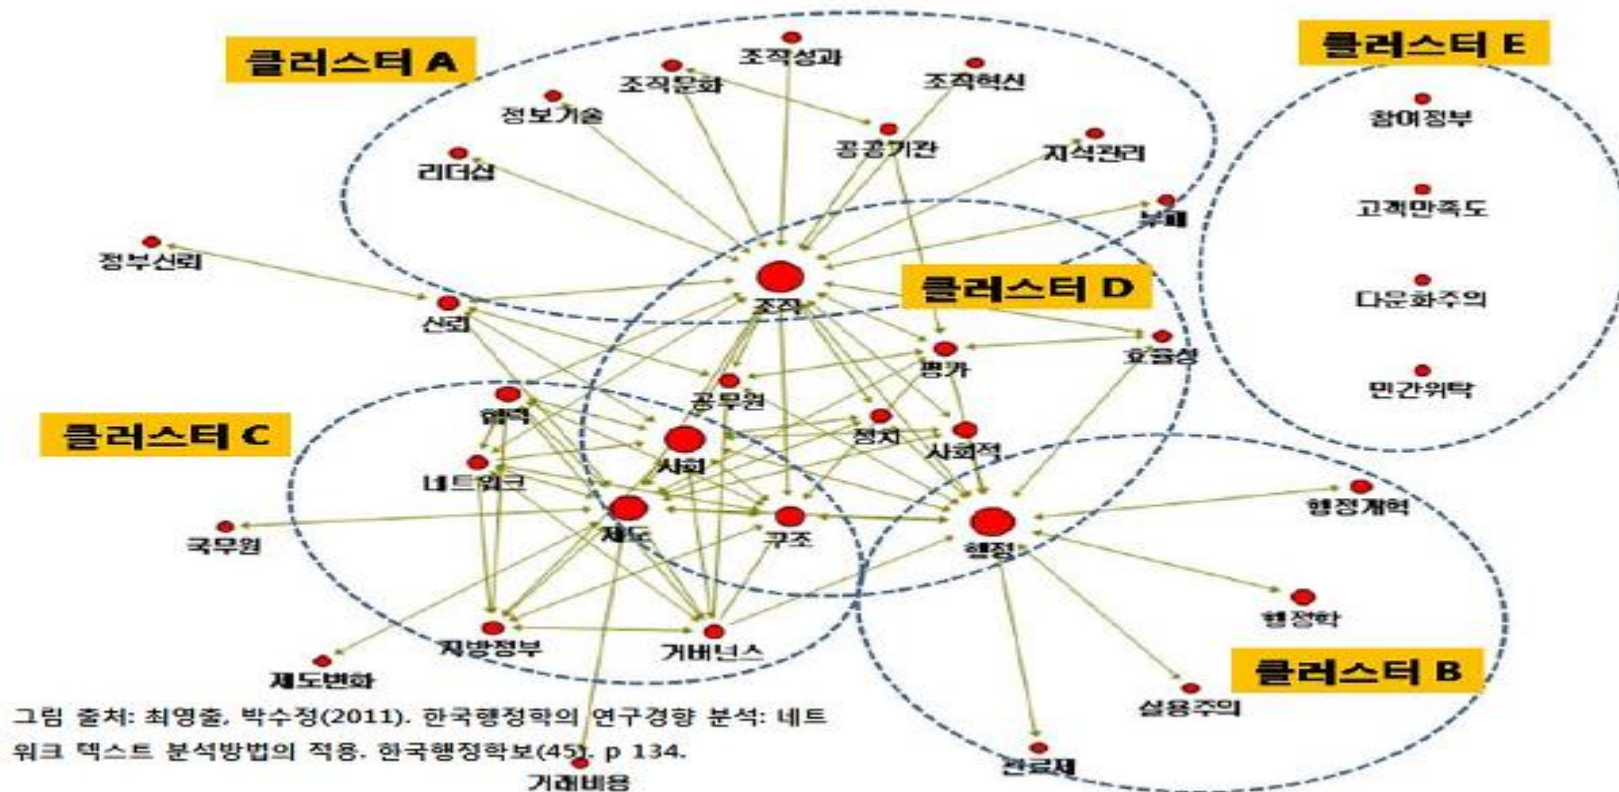 클러스터 A
클러스터 E
조직성과
조직문화
조직혁신
정보기술
참여정부
공공기관
지식관리
리더십
고객만족도
부패
정부신뢰
클러스터 D
다문화주의
조직
신뢰
효율성
평가
민간위탁
공무원
협력
클러스터 C
정치
사회적
사회
네트워크
행정개혁
제도
구조
국무원
행정
행정학
지방정부
거버넌스
클러스터 B
제도변화
실용주의
그림 출처: 최영출, 박수정(2011). 한국행정학의 연구경향 분석: 네트
워크 텍스트 분석방법의 적용. 한국행정학보(45). p 134.
관료제
거래비용